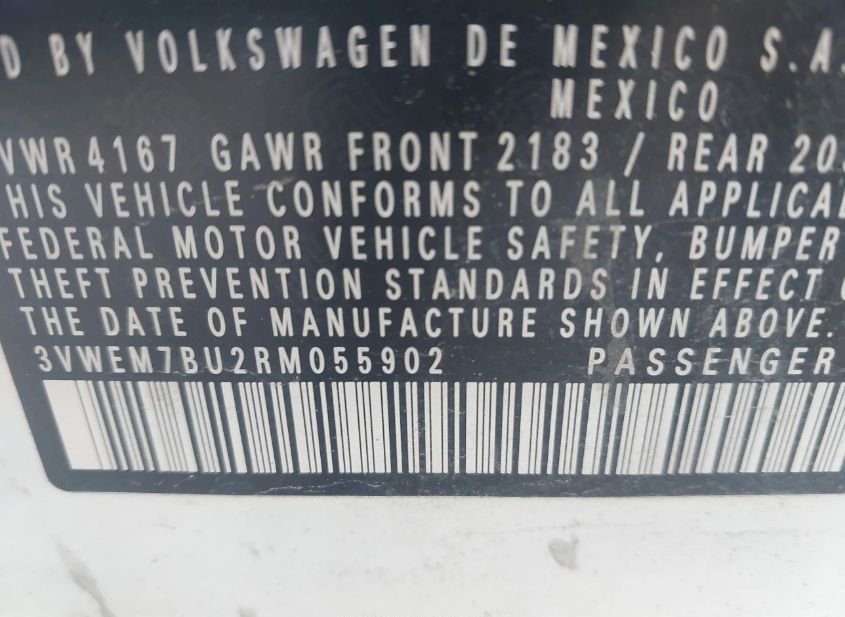 D BY VOLKSWAGEN DE MEXICO S.A.
MEXICO
VWR 4167 GAWR FRONT 2183 / REAR 20
HIS VEHICLE CONFORMS TO ALL APPLICA
FEDERAL MOTOR VEHICLE SAFETY, BUMPER
THEFT PREVENTION STANDARDS IN EFFECT
THE DATE OF MANUFACTURE SHOWN ABOVE.
3VWEM7BU2RM055902 PASSENGER